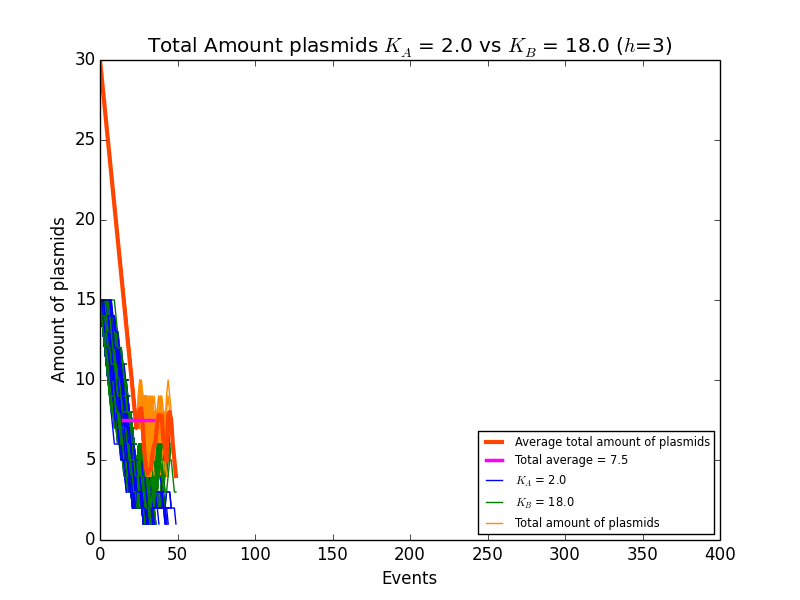 Total Amount plasmids K_A = 2.0 vs K_B = 18.0 (h=3)
30
25
20
15
10
5
0
Amount of plasmids
0 50 100 150 200 250 300 350 400
Events
Average total amount of plasmids
Total average = 7.5
K_A = 2.0
K_B = 18.0
Total amount of plasmids